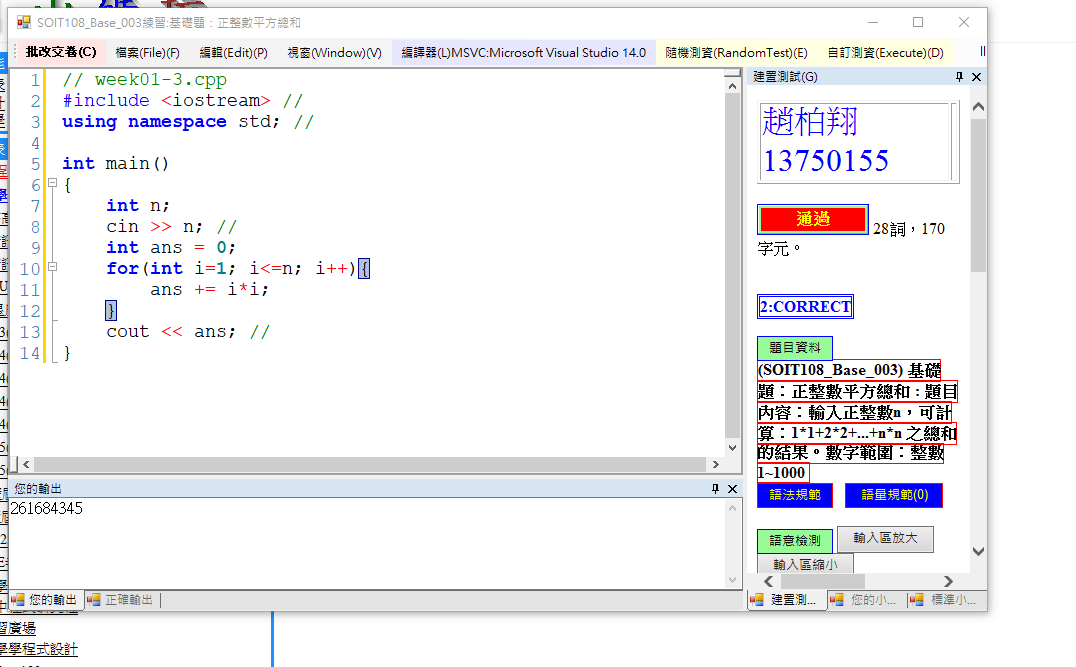 SOIT108_Base_003練習:基礎題：正整數平方總和
批改交卷(C) 檔案(File)(F) 編輯(Edit)(P) 視窗(Window)(V) 編譯器(L)MSVC:Microsoft Visual Studio 14.0 隨機測資(RandomTest)(E) 自訂測資(Execute)(D)
1 // week01-3.cpp
2 #include <iostream> //
3 using namespace std; //
4
5 int main()
6 {
7 int n;
8 cin >> n; //
9 int ans = 0;
10 for(int i=1; i<=n; i++){
11 ans += i*i;
12 }
13 cout << ans; //
14 }
您的輸出
261684345
您的輸出 正確輸出
建置測試(G)
趙柏翔
13750155
通過 28詞，170
字元。
2:CORRECT
題目資料
(SOIT108_Base_003) 基礎
題：正整數平方總和 : 題目
內容：輸入正整數n，可計
算：1*1+2*2+...+n*n 之總和
的結果。數字範圍：整數
1~1000
語法規範 語量規範(0)
語意檢測 輸入區放大
輸入區縮小
建置測... 您的小... 標準小...
習廣場
學學程式設計